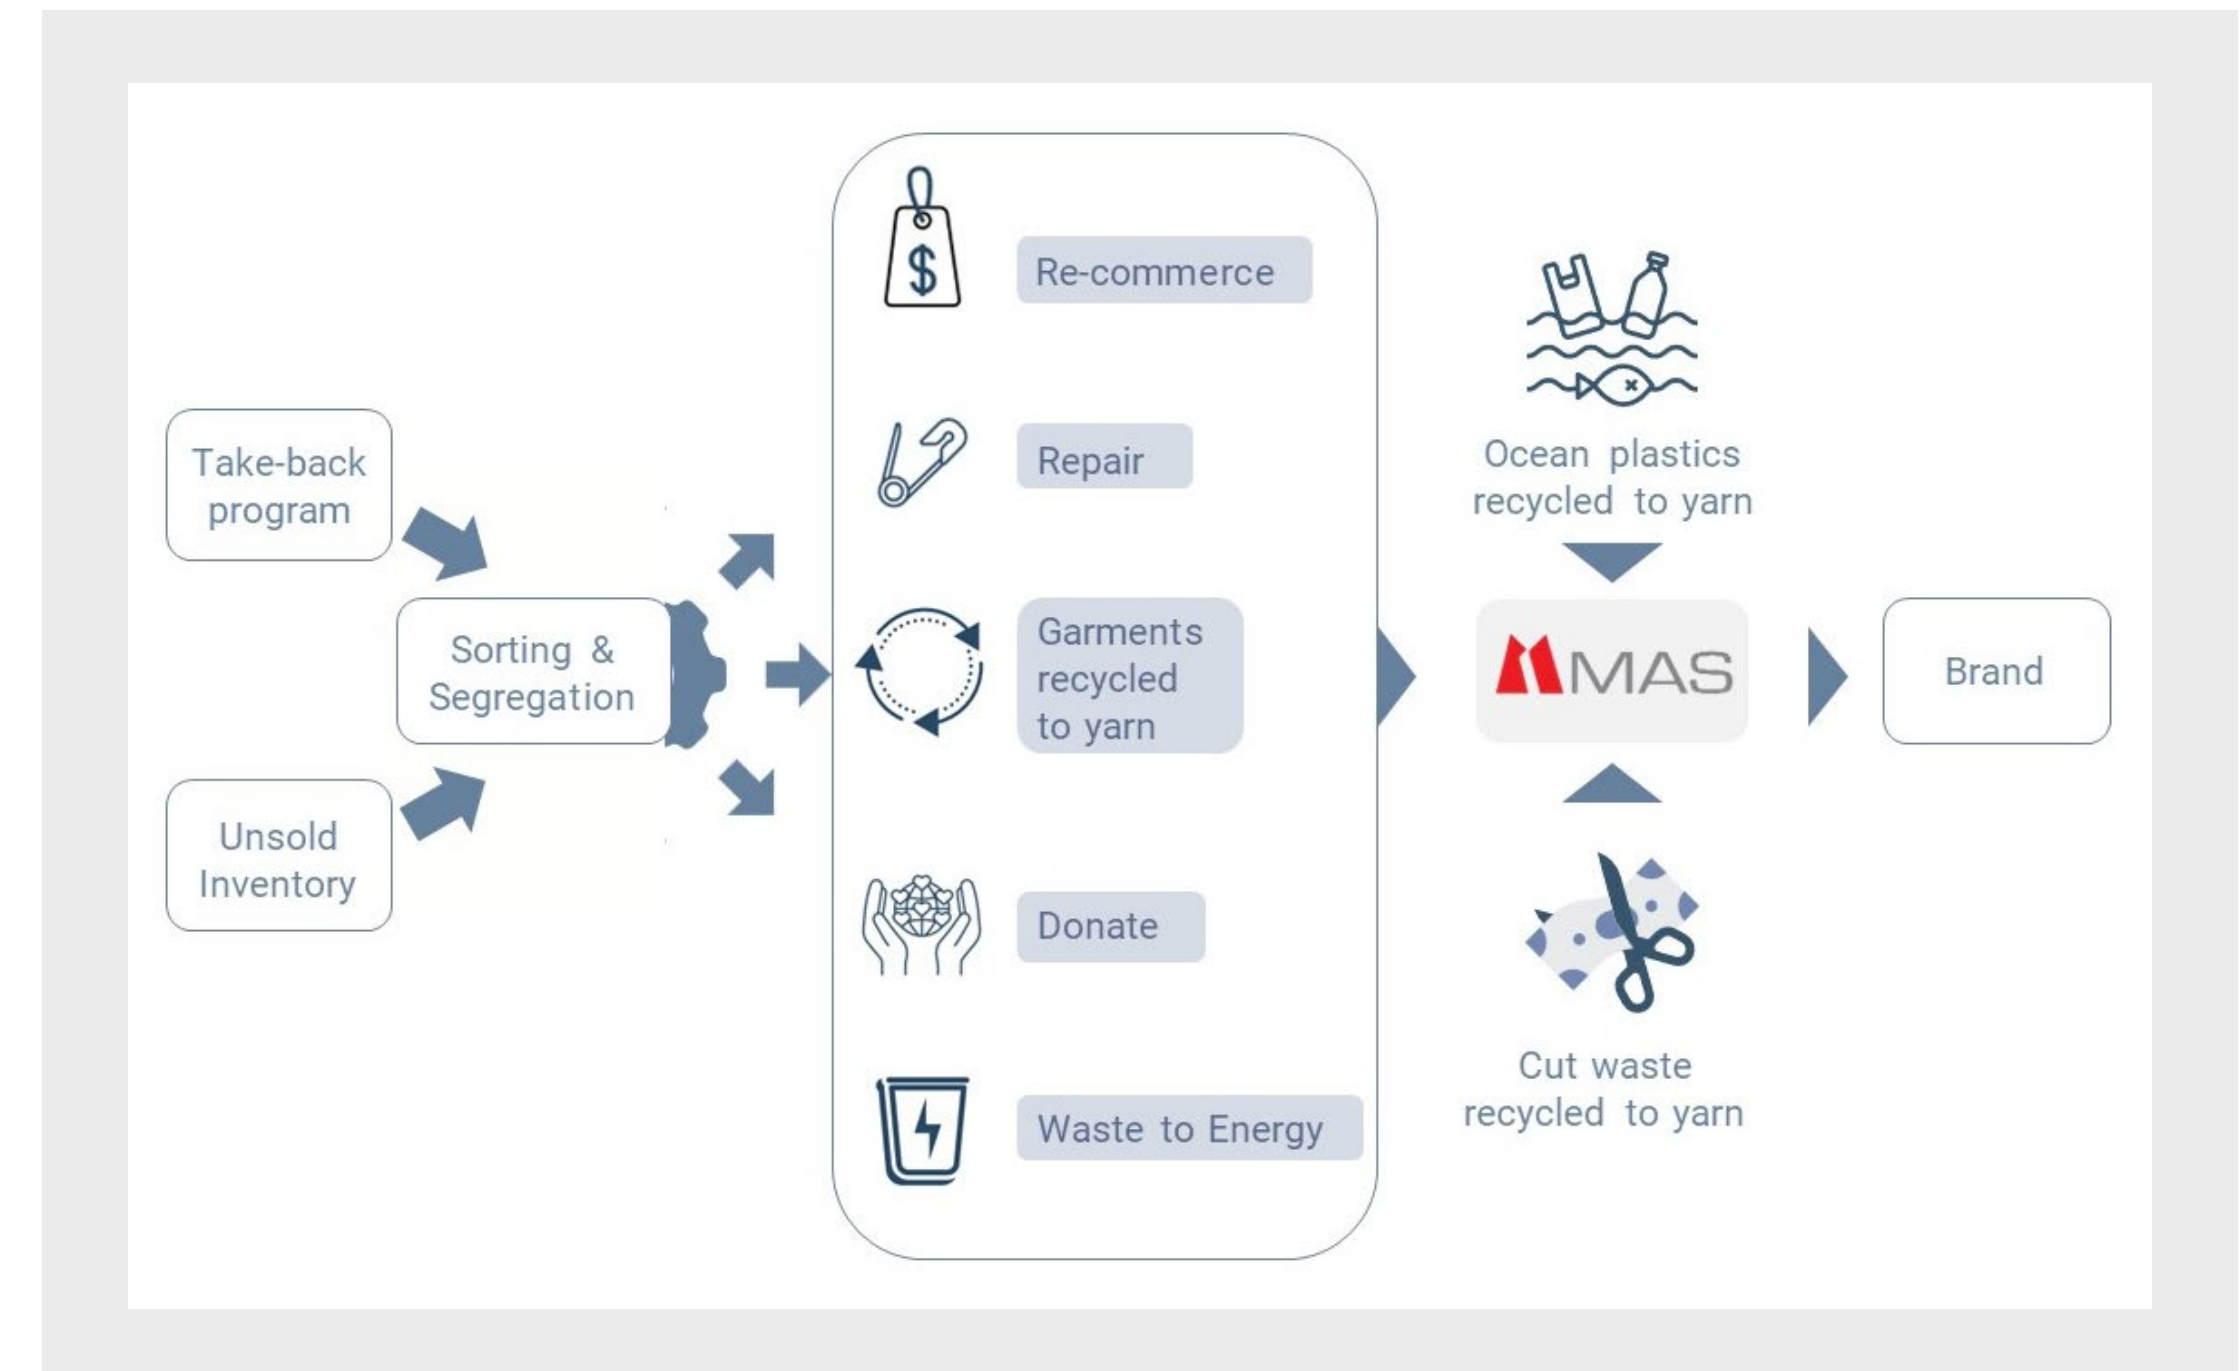 Take-back
program
Unsold
Inventory
Sorting &
Segregation
$
Re-commerce
Repair
Garments
recycled
to yarn
Donate
Waste to Energy
Ocean plastics
recycled to yarn
MAS
Cut waste
recycled to yarn
Brand